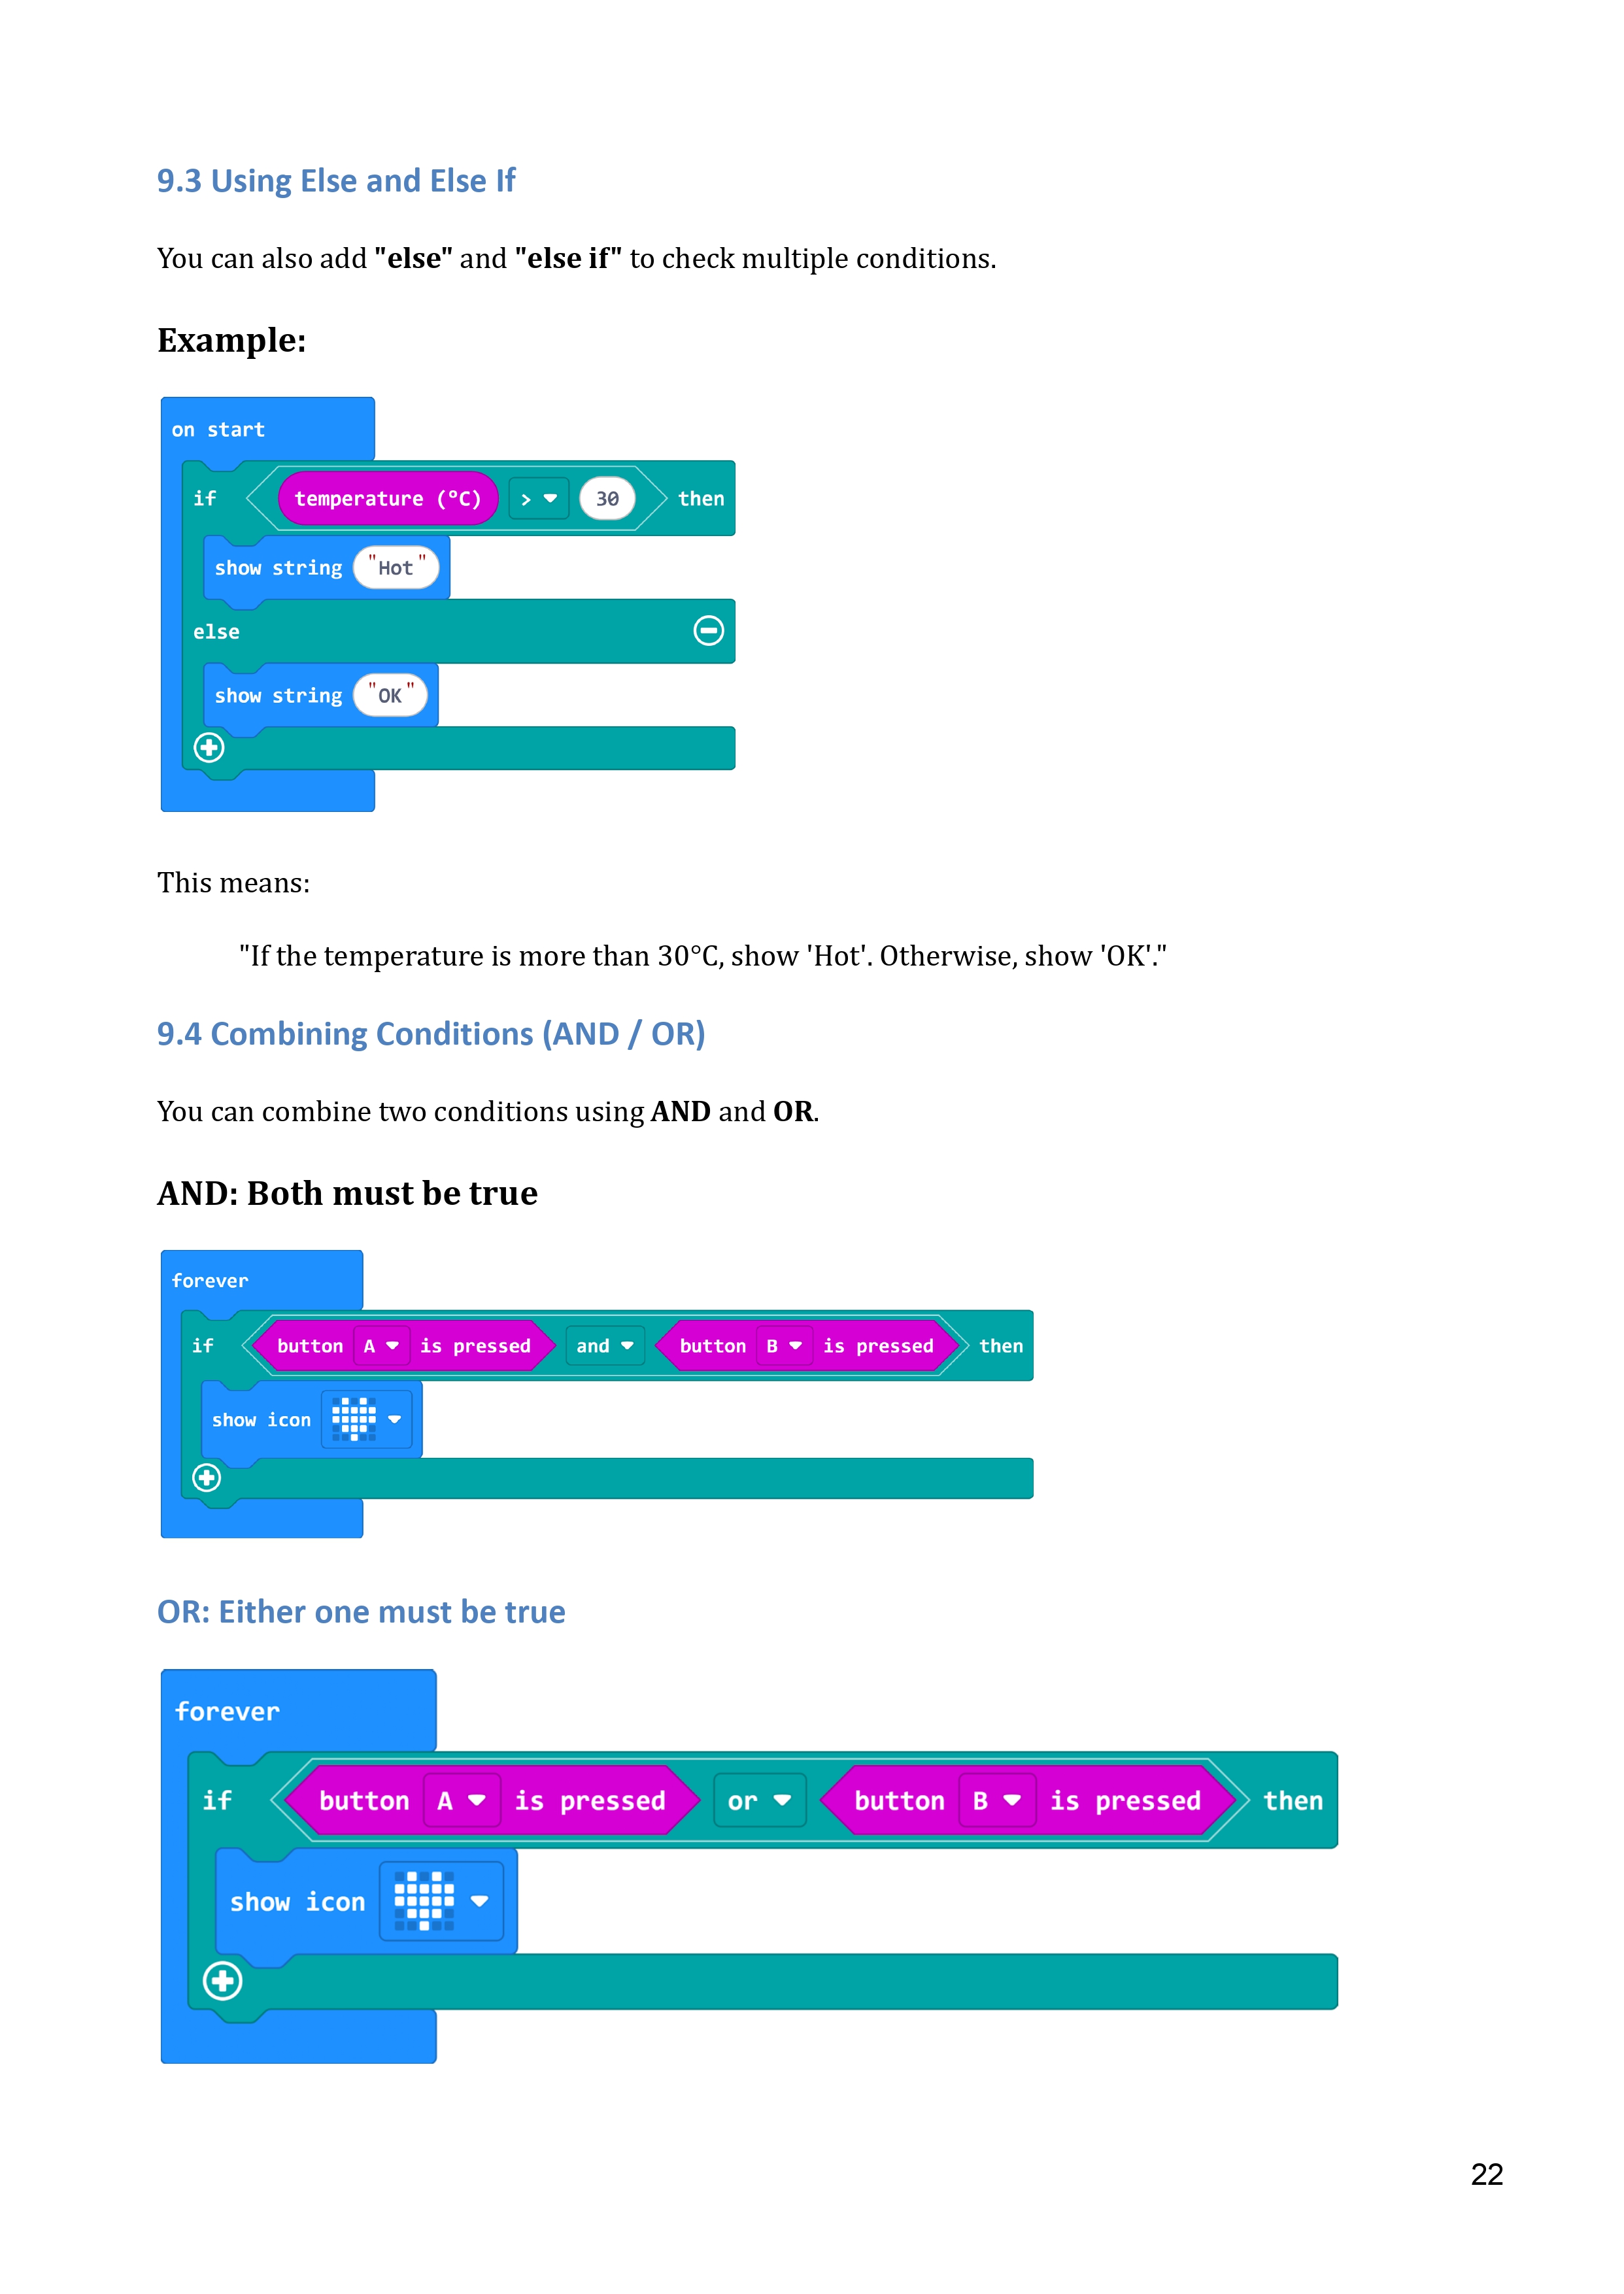 9.3 Using Else and Else If
You can also add "else" and "else if" to check multiple conditions.
Example:
on start
if temperature (°C) > 30 then
show string "Hot"
else
show string "OK"
This means:
"If the temperature is more than 30°C, show 'Hot'. Otherwise, show 'OK'."
9.4 Combining Conditions (AND / OR)
You can combine two conditions using AND and OR.
AND: Both must be true
forever
if button A is pressed and button B is pressed then
show icon
OR: Either one must be true
forever
if button A is pressed or button B is pressed then
show icon
22